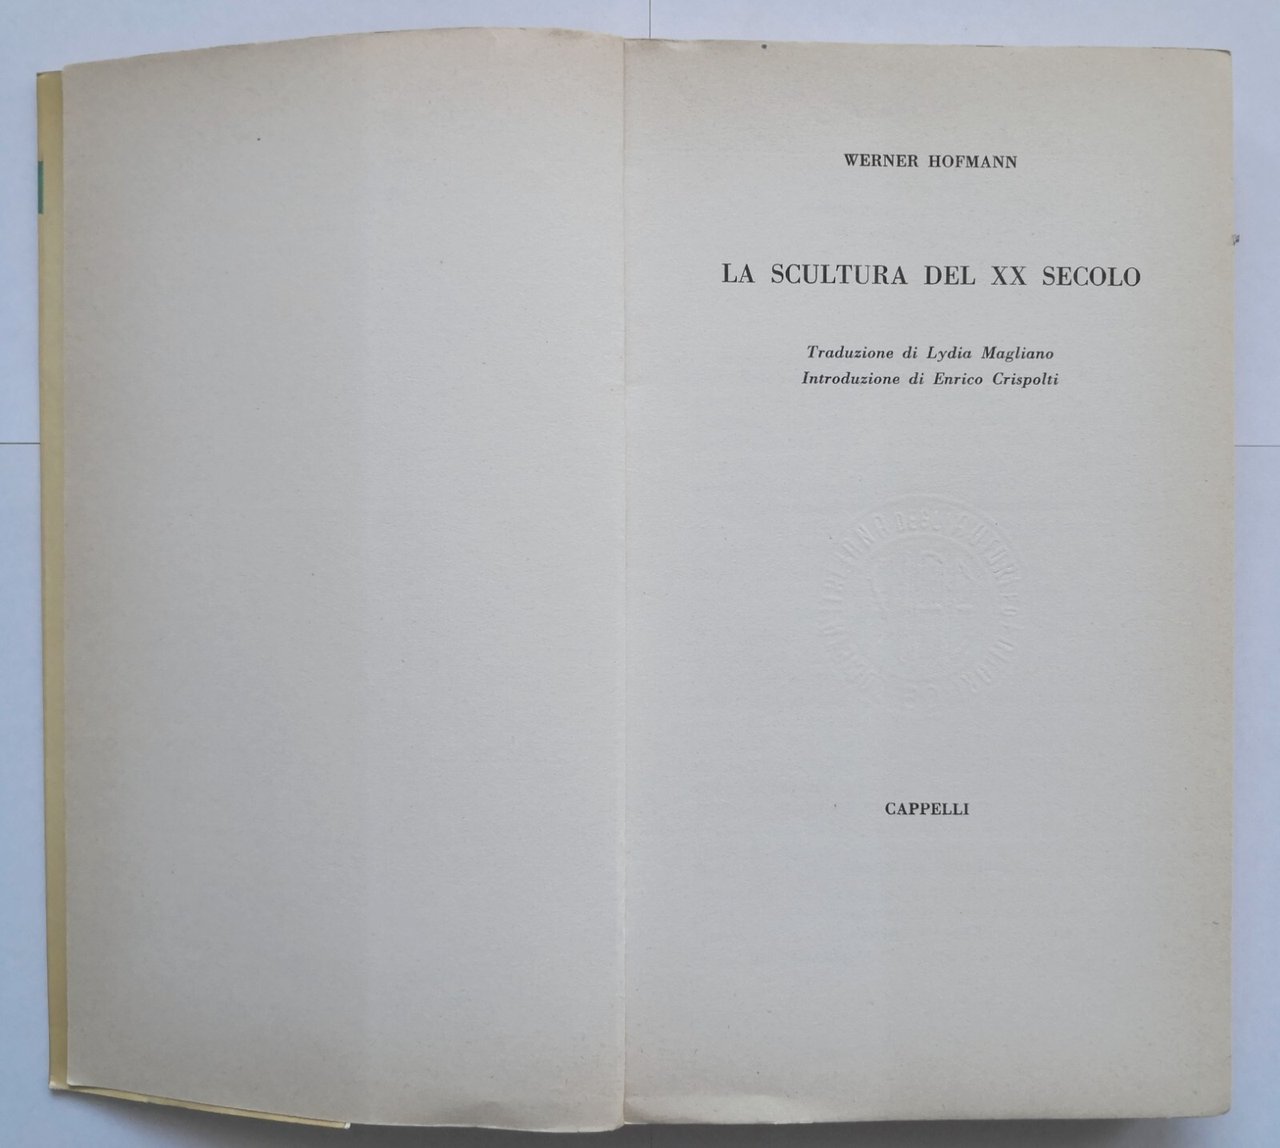 WERNER HOFMANN
LA SCULTURA DEL XX SECOLO
Traduzione di Lydia Magliano
Introduzione di Enrico Crispolti
CAPPELLI